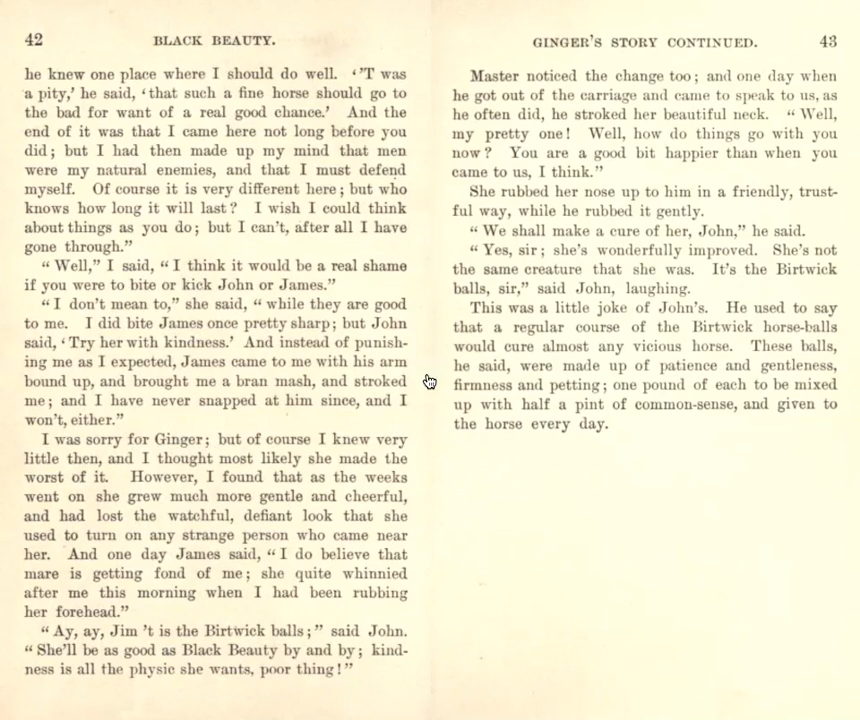 42
BLACK BEAUTY.
he knew one place where I should do well. ‘'T was
a pity,’ he said, ‘that such a fine horse should go to
the bad for want of a real good chance.’ And the
end of it was that I came here not long before you
did; but I had then made up my mind that men
were my natural enemies, and that I must defend
myself. Of course it is very different here; but who
knows how long it will last? I wish I could think
about things as you do; but I can't, after all I have
gone through.”
“Well,” I said, “I think it would be a real shame
if you were to bite or kick John or James.”
“I don't mean to,” she said, “while they are good
to me. I did bite James once pretty sharp; but John
said, ‘Try her with kindness.’ And instead of punish-
ing me as I expected, James came to me with his arm
bound up, and brought me a bran mash, and stroked
me; and I have never snapped at him since, and I
won't, either.”
I was sorry for Ginger; but of course I knew very
little then, and I thought most likely she made the
worst of it. However, I found that as the weeks
went on she grew much more gentle and cheerful,
and had lost the watchful, defiant look that she
used to turn on any strange person who came near
her. And one day James said, “I do believe that
mare is getting fond of me; she quite whinnied
after me this morning when I had been rubbing
her forehead.”
“Ay, ay, Jim 't is the Birtwick balls;” said John.
“She'll be as good as Black Beauty by and by; kind-
ness is all the physic she wants, poor thing!”
GINGER'S STORY CONTINUED.
43
Master noticed the change too; and one day when
he got out of the carriage and came to speak to us, as
he often did, he stroked her beautiful neck. “Well,
my pretty one! Well, how do things go with you
now? You are a good bit happier than when you
came to us, I think.”
She rubbed her nose up to him in a friendly, trust-
ful way, while he rubbed it gently.
“We shall make a cure of her, John,” he said.
“Yes, sir; she's wonderfully improved. She's not
the same creature that she was. It's the Birtwick
balls, sir,” said John, laughing.
This was a little joke of John's. He used to say
that a regular course of the Birtwick horse-balls
would cure almost any vicious horse. These balls,
he said, were made up of patience and gentleness,
firmness and petting; one pound of each to be mixed
up with half a pint of common-sense, and given to
the horse every day.